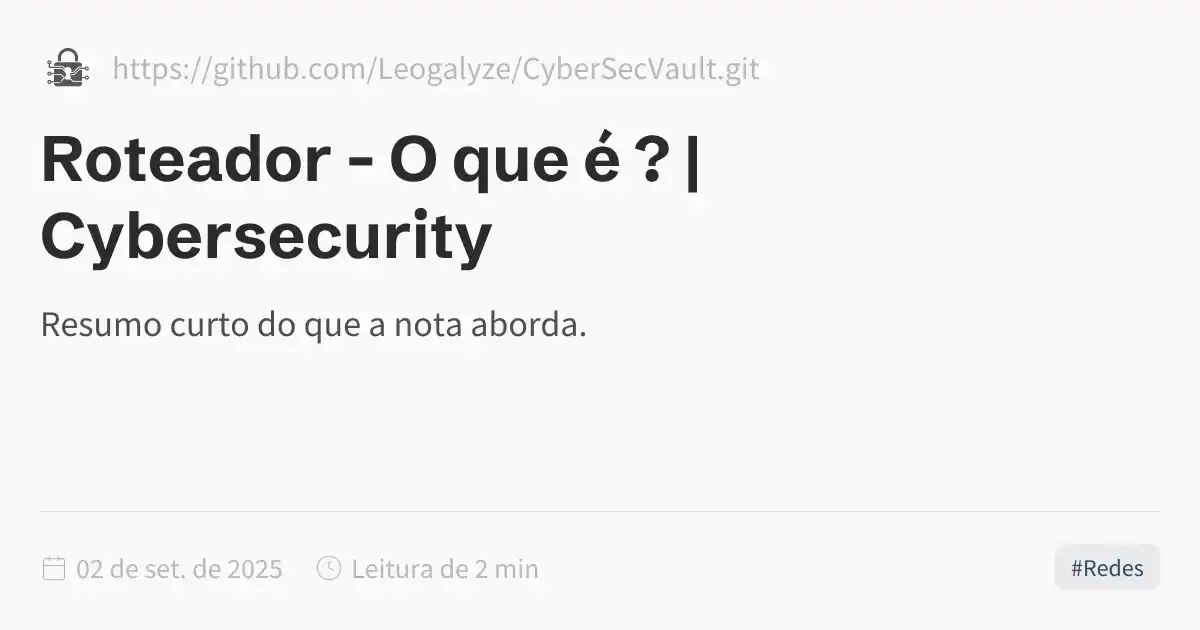 https://github.com/Leogalyze/CyberSecVault.git
Roteador - O que é ? |
Cybersecurity
Resumo curto do que a nota aborda.
02 de set. de 2025 Leitura de 2 min #Redes